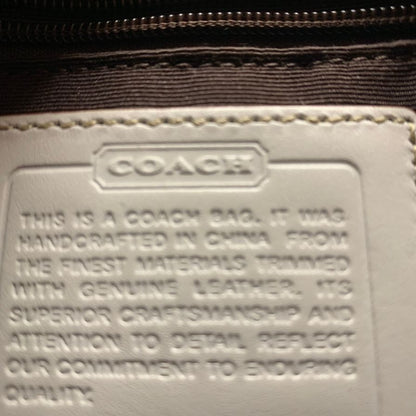 COACH
THIS IS A COACH BAG. IT WAS
HANDCRAFTED IN CHINA FROM
THE FINEST MATERIALS TRIMMED
WITH GENUINE LEATHER. ITS
SUPERIOR CRAFTSMANSHIP AND
ATTENTION TO DETAIL REFLECT
OUR COMMITMENT TO ENDURING
QUALITY.